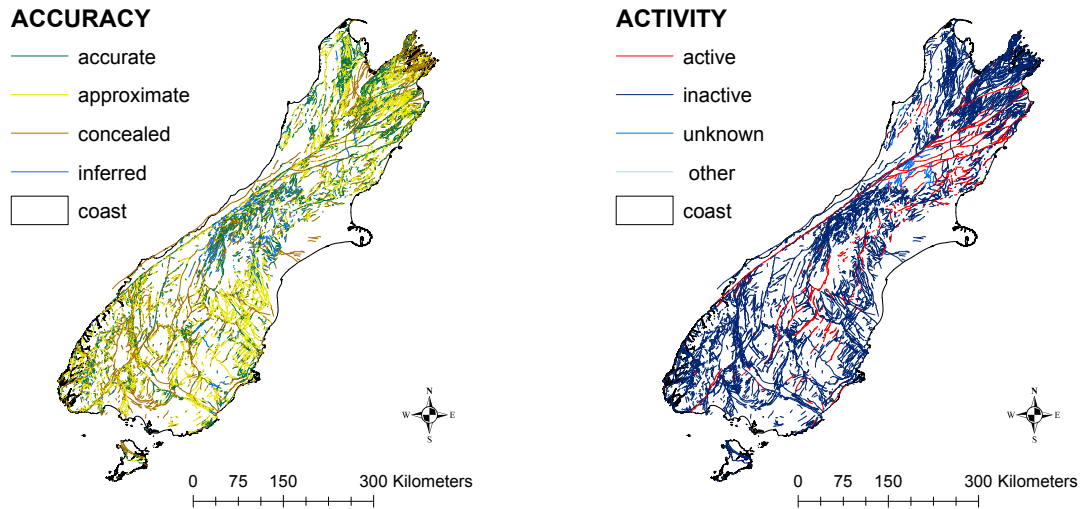 ACCURACY
accurate
approximate
concealed
inferred
coast
N
W E
S
0 75 150 300 Kilometers
ACTIVITY
active
inactive
unknown
other
coast
N
W E
S
0 75 150 300 Kilometers